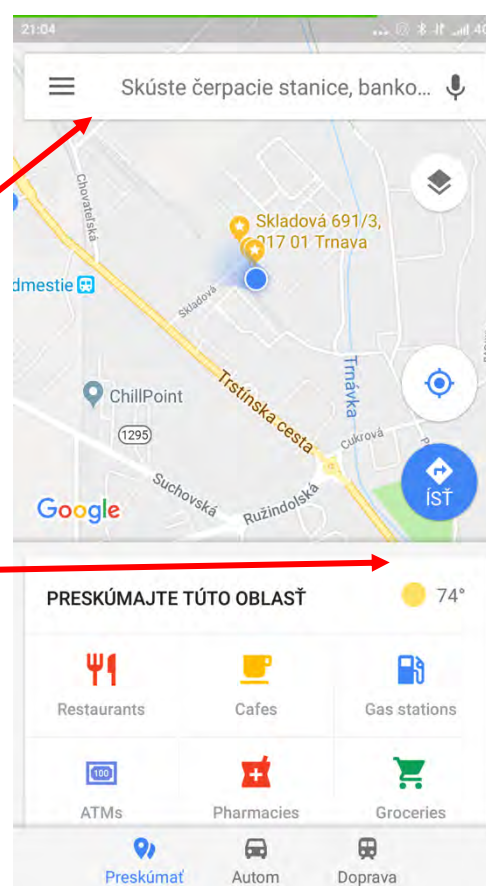 21:04
... 4G
Skúste čerpacie stanice, banko...
Chovateľská
Skladová 691/3,
917 01 Trnava
dmestie
Skladová
Trnávka
Trstínska cesta
ChillPoint
1295
Cukrová
Suchovská
Ružindolská
ÍSŤ
Google
PRESKÚMAJTE TÚTO OBLASŤ 74°
Restaurants Cafes Gas stations
100
ATMs Pharmacies Groceries
Preskúmať Autom Doprava